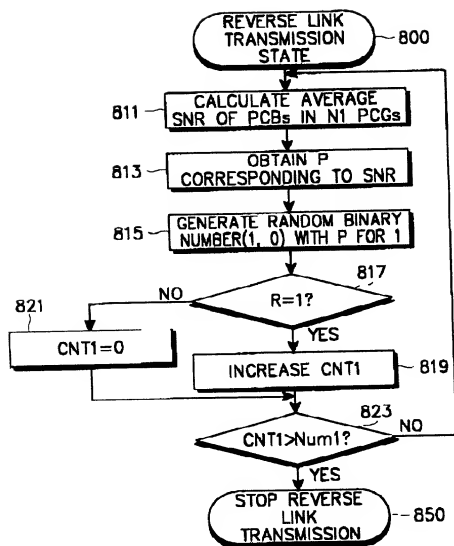 REVERSE LINK
TRANSMISSION
STATE
800
811
CALCULATE AVERAGE
SNR OF PCBs IN N1 PCGs
813
OBTAIN P
CORRESPONDING TO SNR
815
GENERATE RANDOM BINARY
NUMBER(1, 0) WITH P FOR 1
817
R=1?
NO
YES
821
CNT1=0
INCREASE CNT1
819
823
CNT1>Num1?
NO
YES
STOP REVERSE
LINK
TRANSMISSION
850